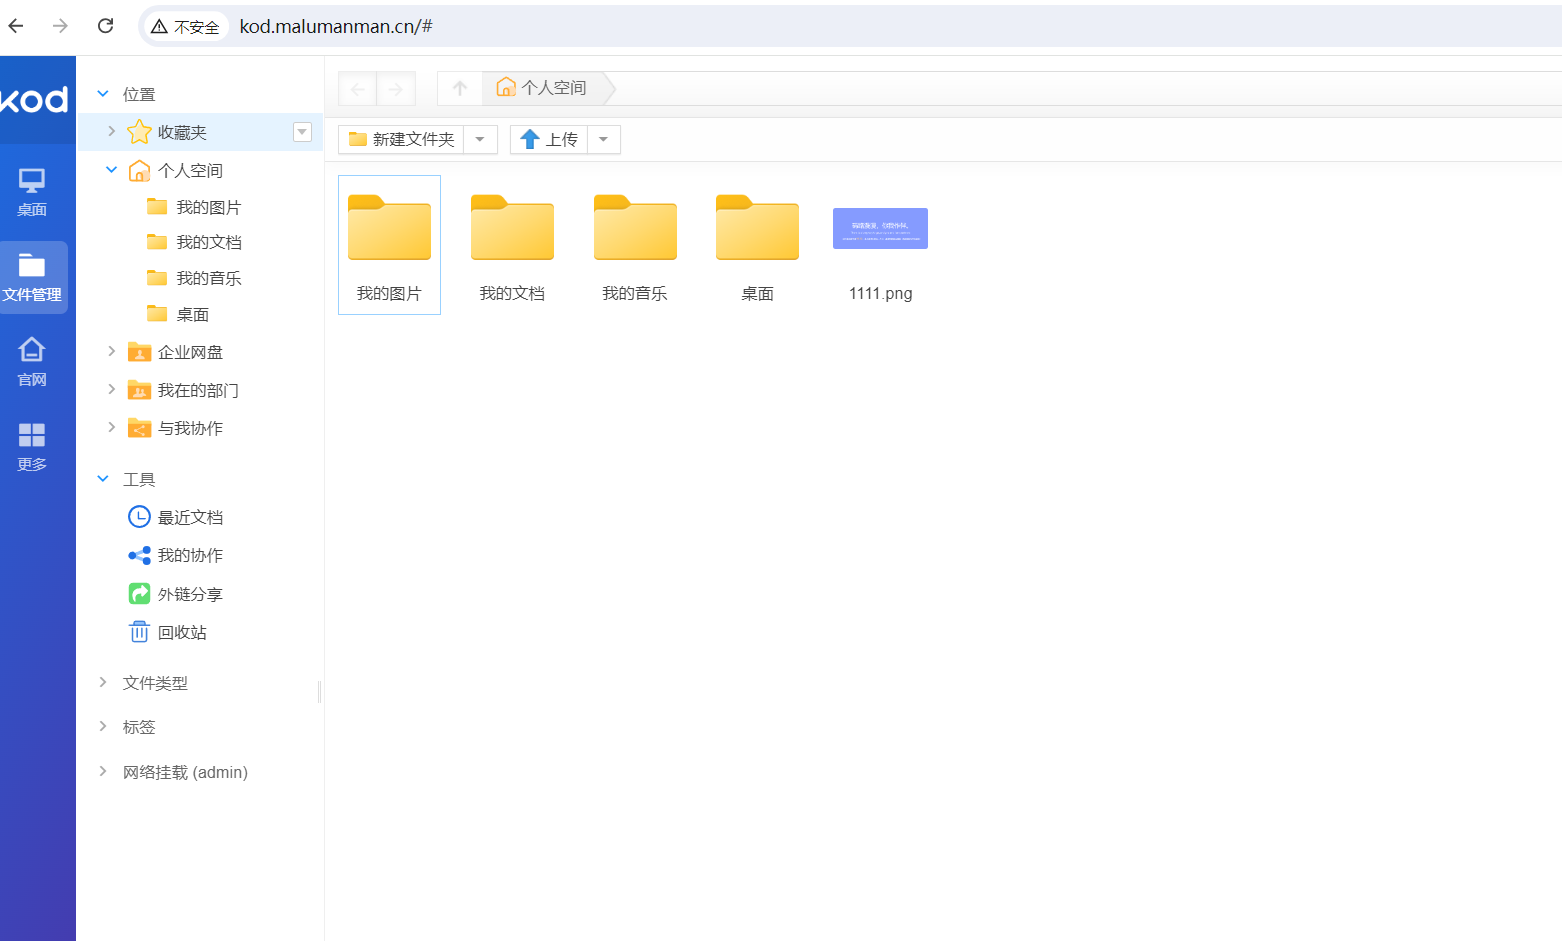 不安全
kod.malumanman.cn/#
kod
桌面
文件管理
官网
更多
位置
收藏夹
个人空间
我的图片
我的文档
我的音乐
桌面
企业网盘
我在的部门
与我协作
工具
最近文档
我的协作
外链分享
回收站
文件类型
标签
网络挂载 (admin)
个人空间
新建文件夹
上传
我的图片
我的文档
我的音乐
桌面
1111.png